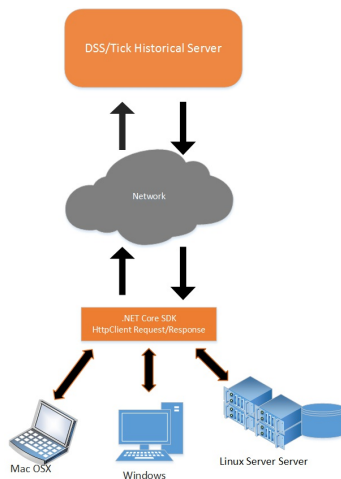 DSS/Tick Historical Server
Network
.NET Core SDK
HttpClient Request/Response
Mac OSX
Windows
Linux Server Server